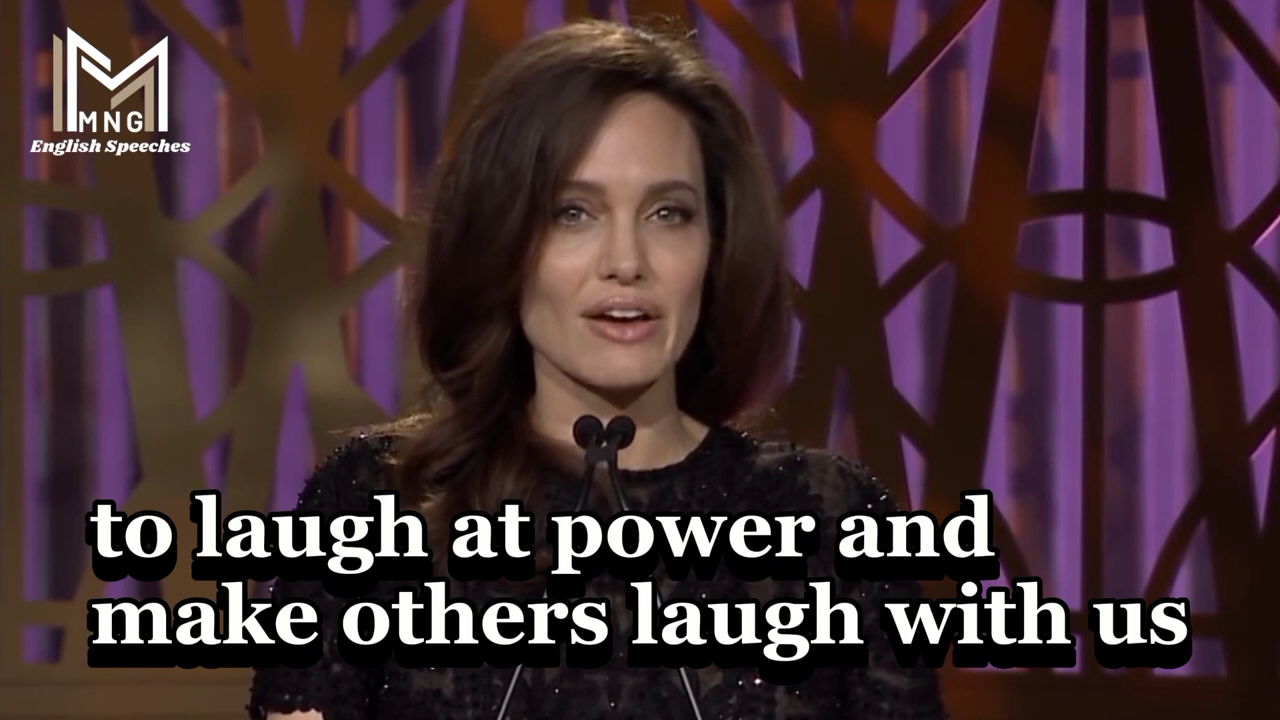 MNG
English Speeches
to laugh at power and
make others laugh with us